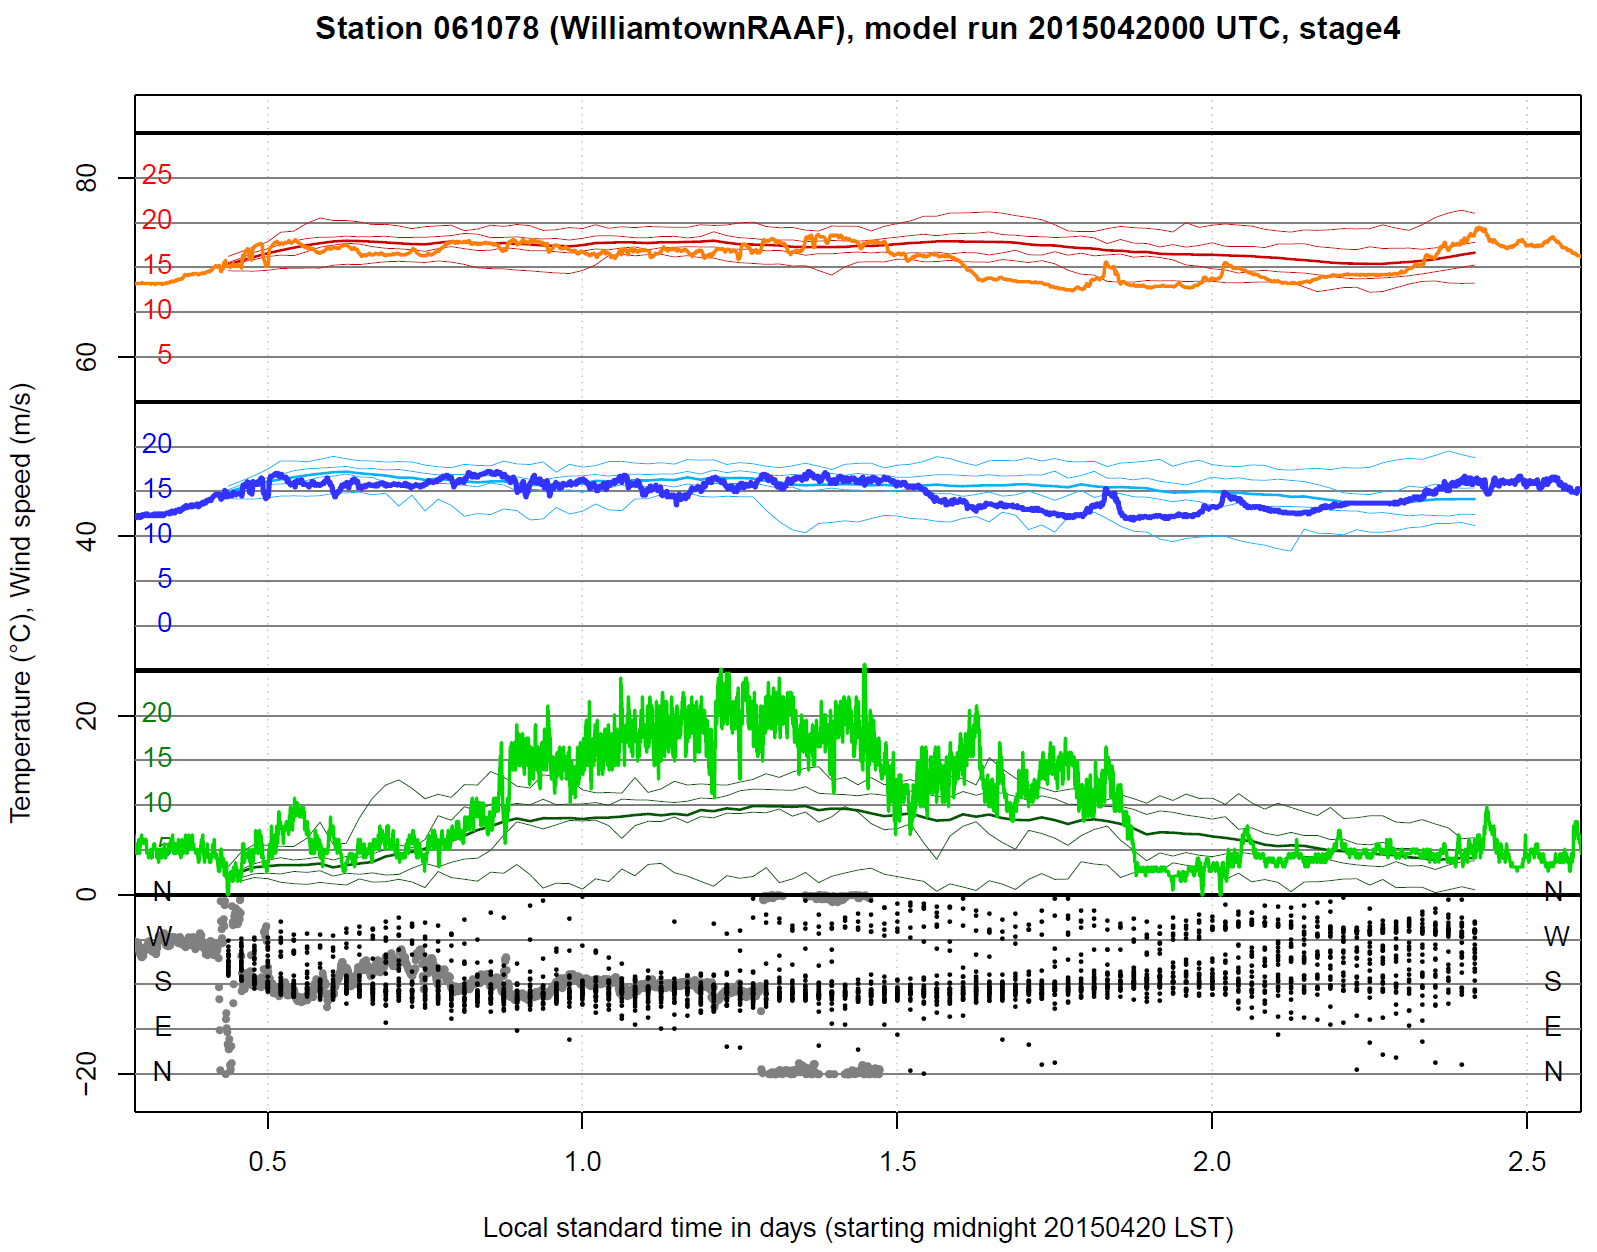 Station 061078 (WilliamtownRAAF), model run 2015042000 UTC, stage4
Temperature (°C), Wind speed (m/s)
80
60
40
20
0
−20
25
20
15
10
5
20
15
10
5
0
20
15
10
5
N
W
S
E
N
N
W
S
E
N
0.5 1.0 1.5 2.0 2.5
Local standard time in days (starting midnight 20150420 LST)